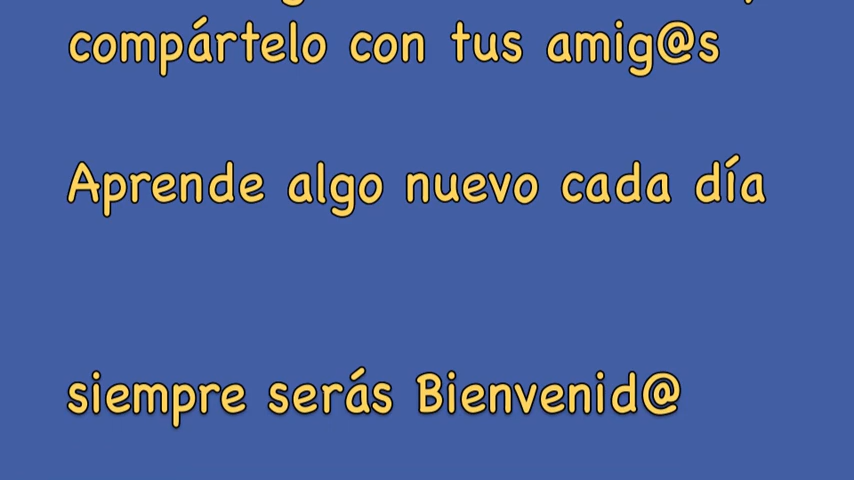 compártelo con tus amig@s
Aprende algo nuevo cada día
siempre serás Bienvenid@